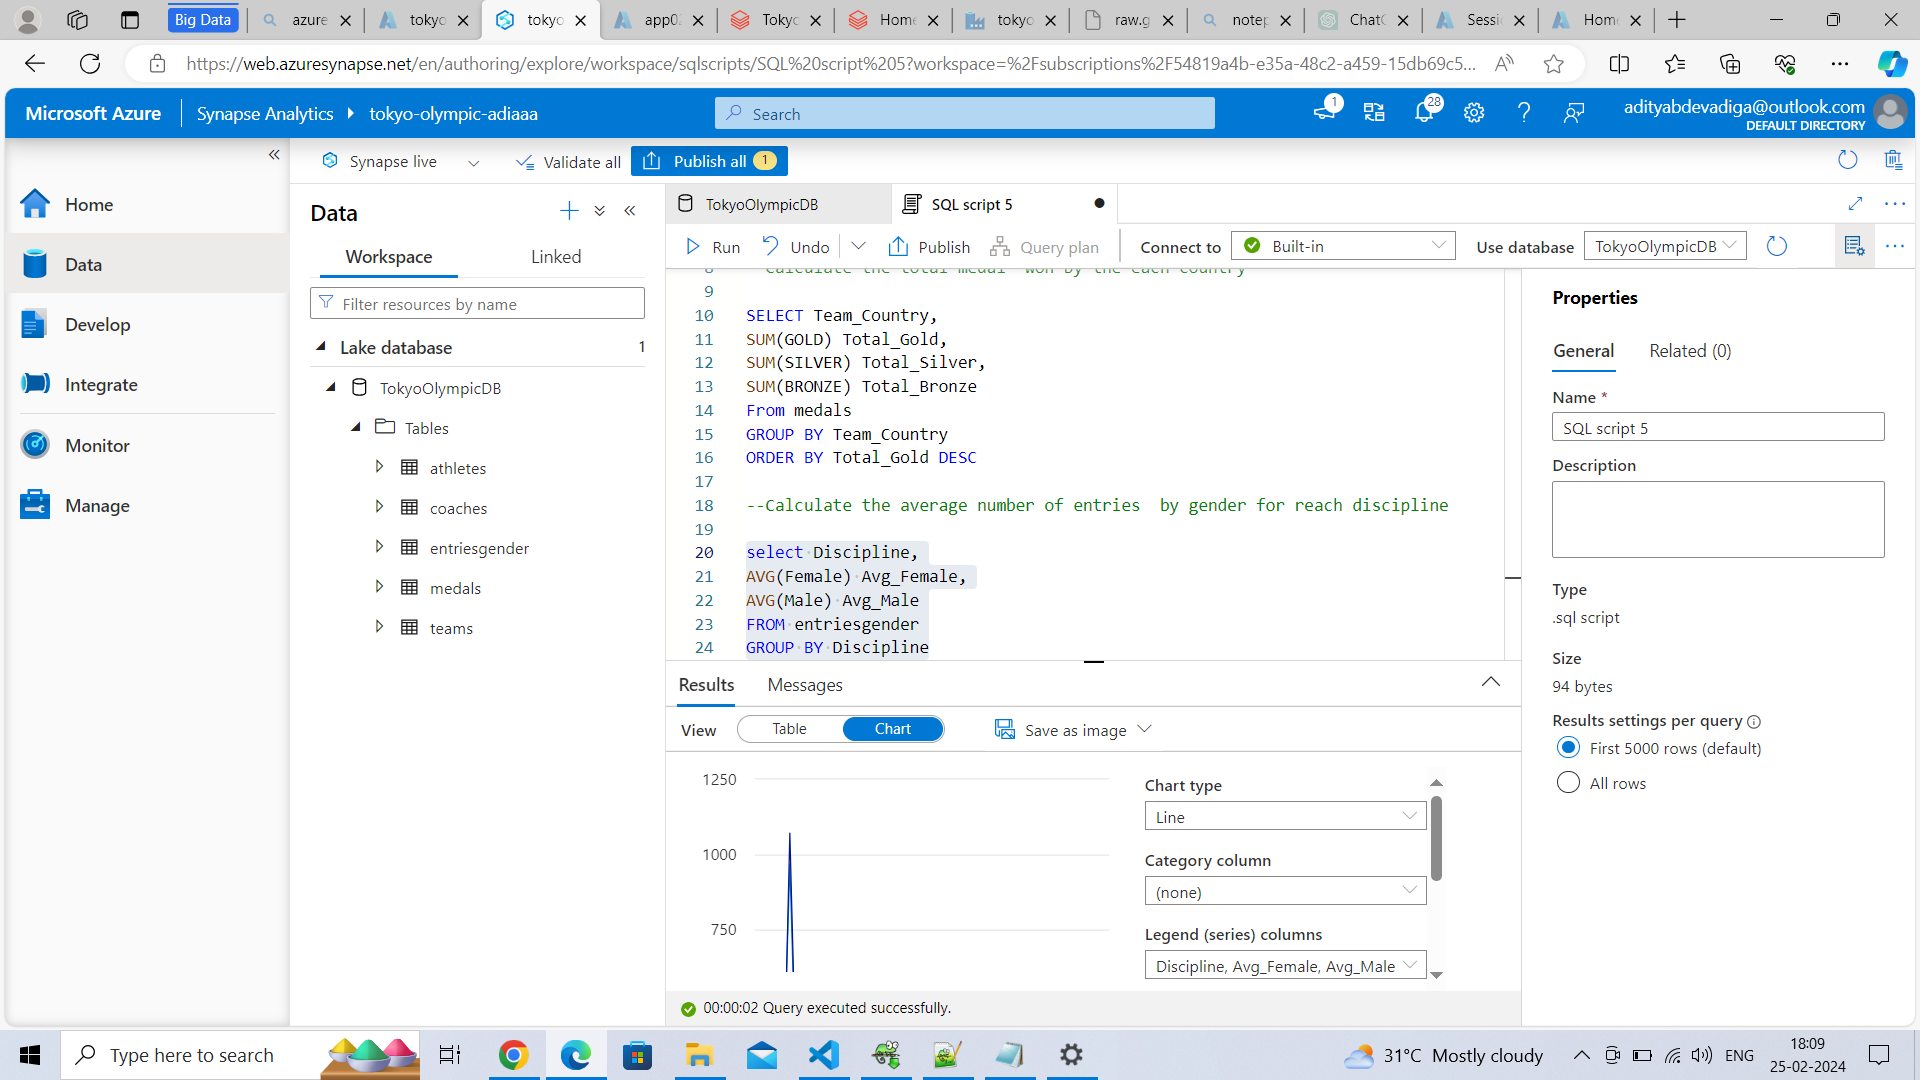 Big Data
azure
tokyo
tokyo
app02
Tokyo
Home
tokyo
raw.g
notep
ChatG
Sessi
Home
https://web.azuresynapse.net/en/authoring/explore/workspace/sqlscripts/SQL%20script%205?workspace=%2Fsubscriptions%2F54819a4b-e35a-48c2-a459-15db69c5...
Microsoft Azure
Synapse Analytics
tokyo-olympic-adiaaa
Search
1
28
adityabdevadiga@outlook.com
DEFAULT DIRECTORY
Synapse live
Validate all
Publish all 1
Home
Data
Develop
Integrate
Monitor
Manage
Data
Workspace
Linked
Filter resources by name
Lake database 1
TokyoOlympicDB
Tables
athletes
coaches
entriesgender
medals
teams
TokyoOlympicDB
SQL script 5
Run
Undo
Publish
Query plan
Connect to
Built-in
Use database
TokyoOlympicDB
8 --Calculate the total medal  won by the each country
9
10 SELECT Team_Country,
11 SUM(GOLD) Total_Gold,
12 SUM(SILVER) Total_Silver,
13 SUM(BRONZE) Total_Bronze
14 From medals
15 GROUP BY Team_Country
16 ORDER BY Total_Gold DESC
17
18 --Calculate the average number of entries  by gender for reach discipline
19
20 select Discipline,
21 AVG(Female) Avg_Female,
22 AVG(Male) Avg_Male
23 FROM entriesgender
24 GROUP BY Discipline
Results
Messages
View
Table
Chart
Save as image
1250
1000
750
Chart type
Line
Category column
(none)
Legend (series) columns
Discipline, Avg_Female, Avg_Male
00:00:02 Query executed successfully.
Properties
General
Related (0)
Name *
SQL script 5
Description
Type
.sql script
Size
94 bytes
Results settings per query
First 5000 rows (default)
All rows
Type here to search
31°C Mostly cloudy
ENG
18:09
25-02-2024